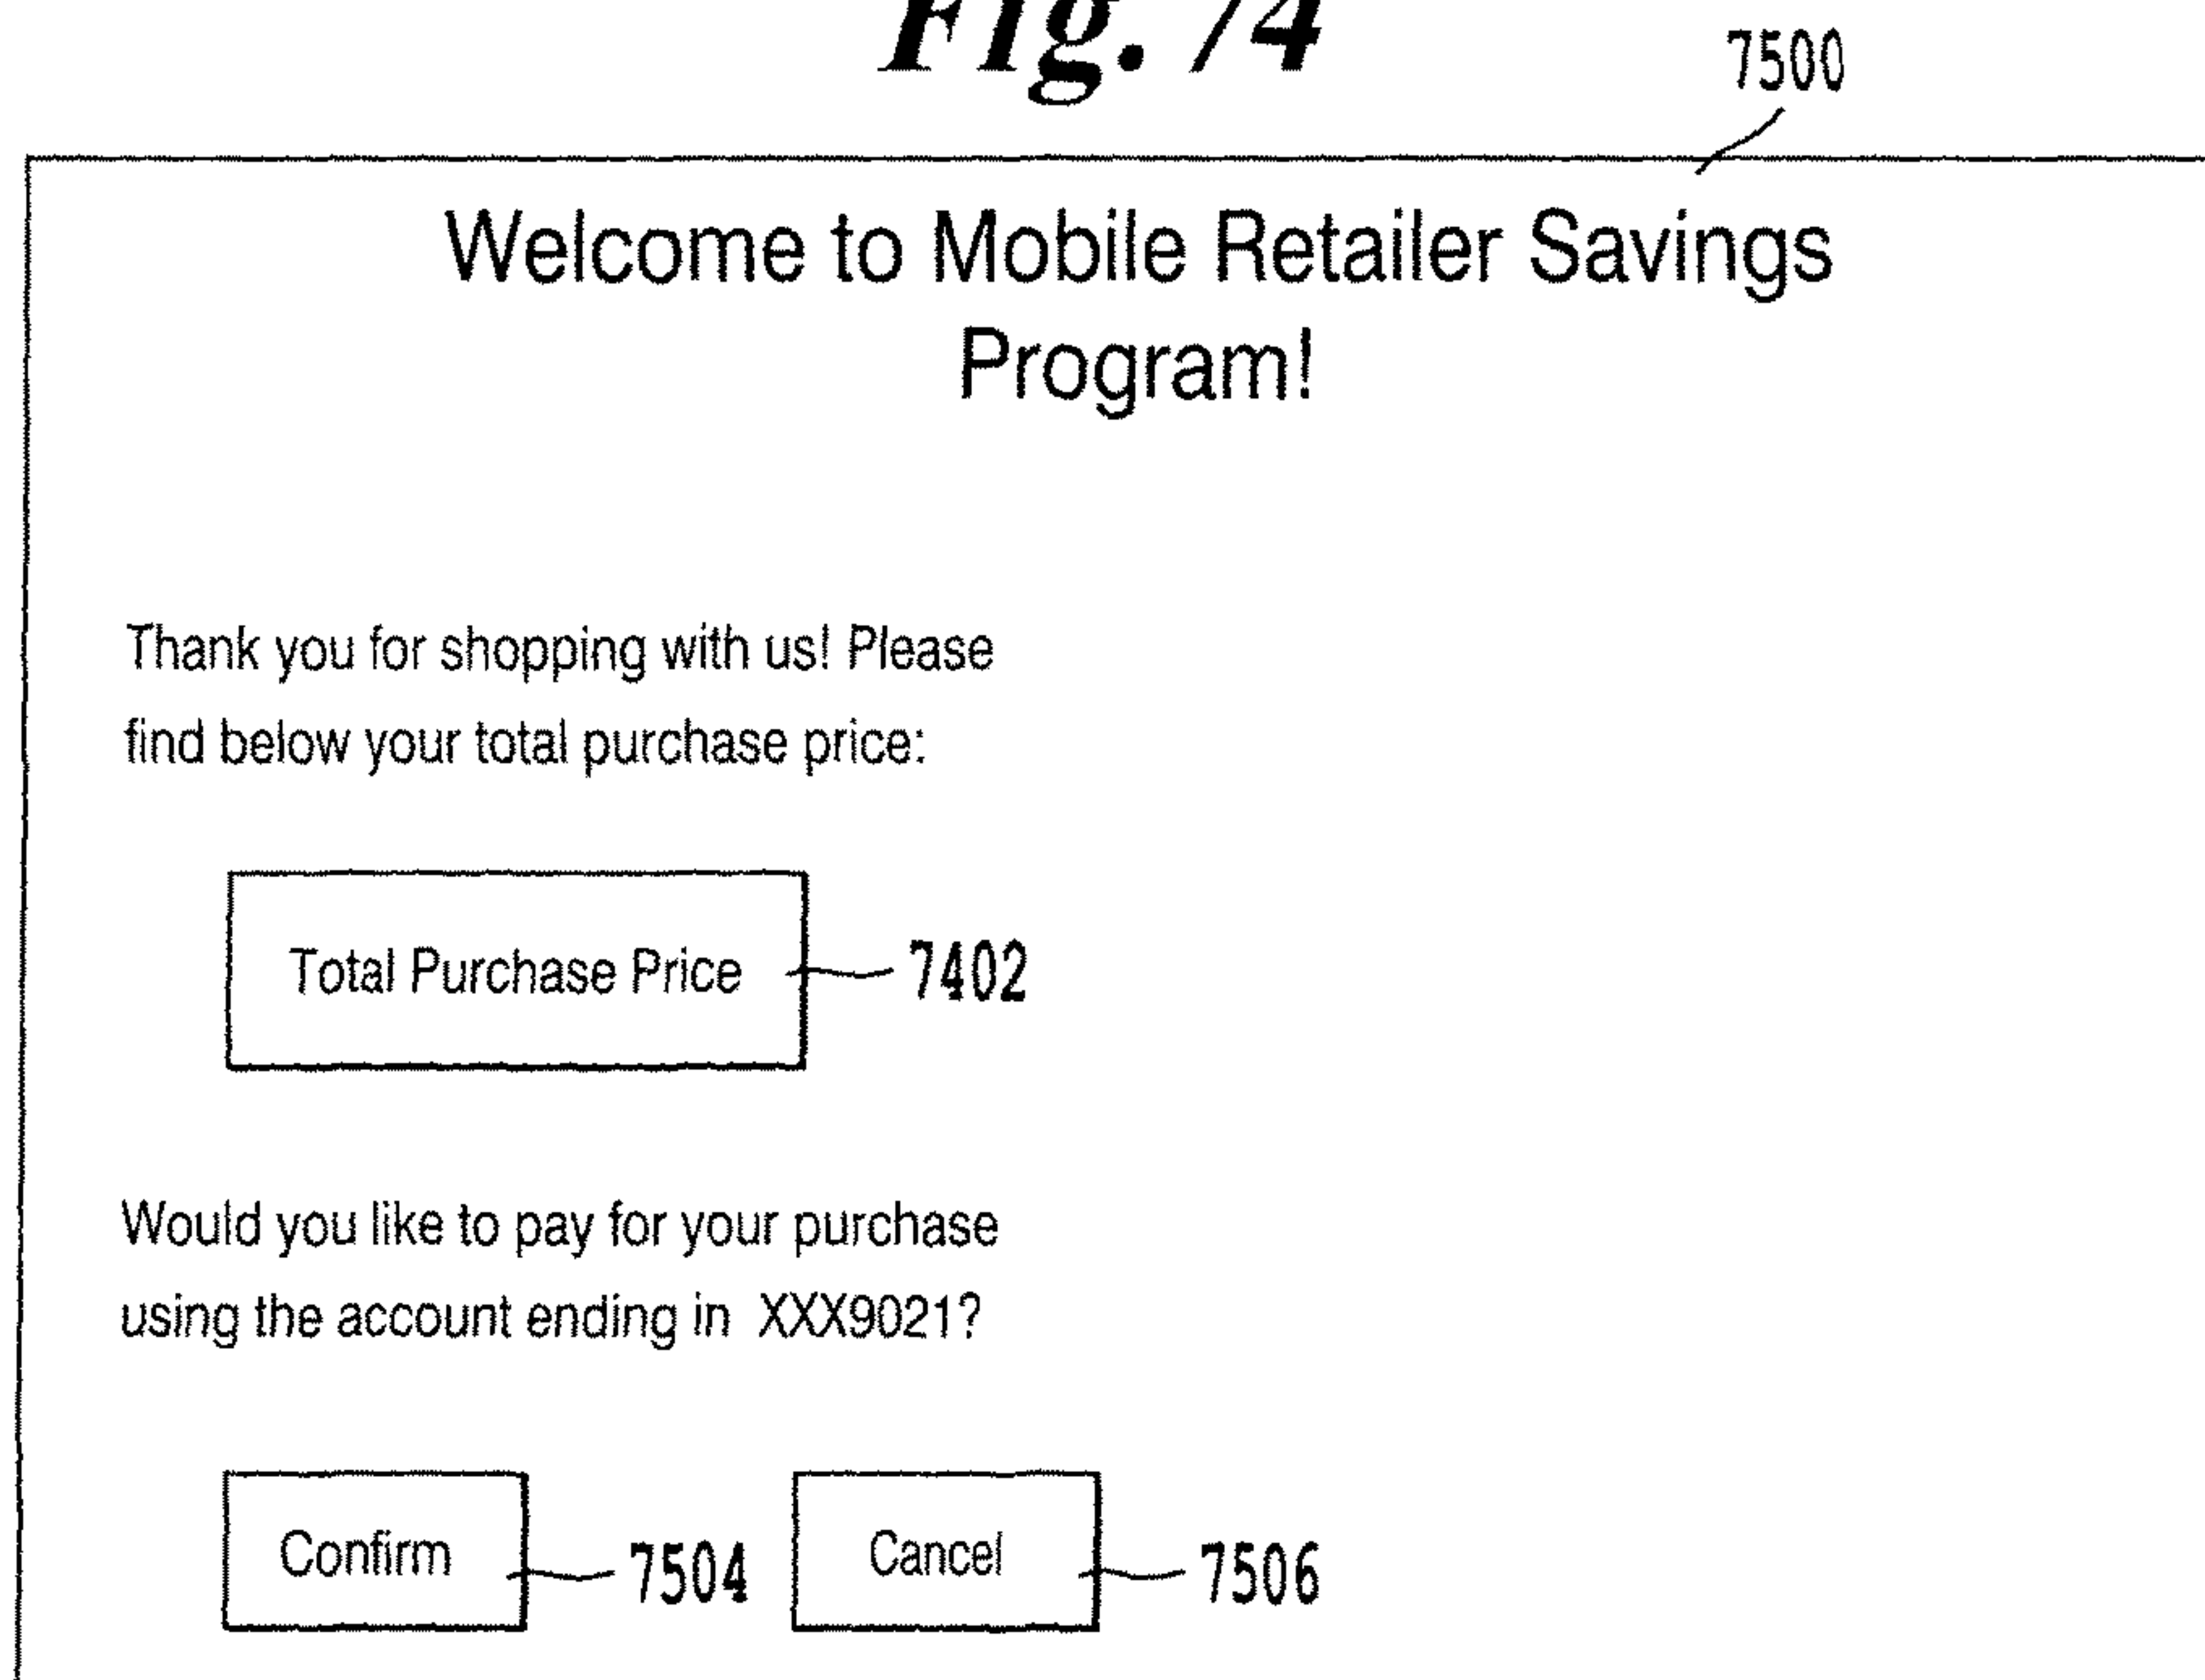 Fig. 74
7500
Welcome to Mobile Retailer Savings
Program!
Thank you for shopping with us! Please
find below your total purchase price:
Total Purchase Price 7402
Would you like to pay for your purchase
using the account ending in XXX9021?
Confirm 7504 Cancel 7506